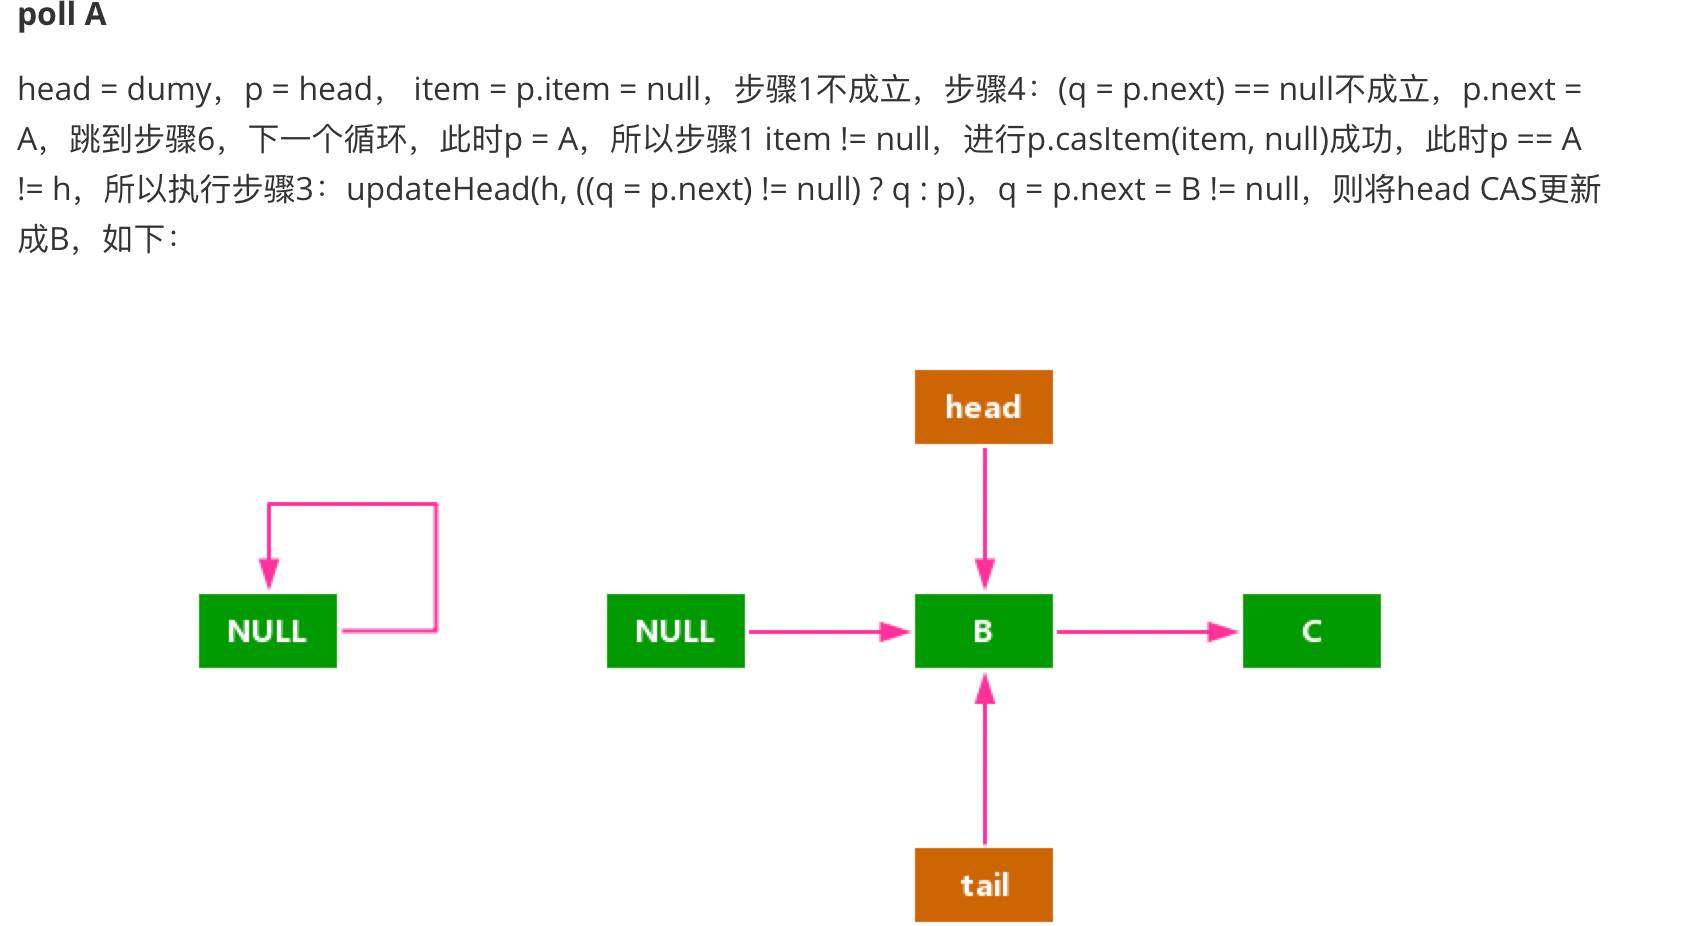 poll A
head = dumy，p = head， item = p.item = null，步骤1不成立，步骤4：(q = p.next) == null不成立，p.next =
A，跳到步骤6，下一个循环，此时p = A，所以步骤1 item != null，进行p.casItem(item, null)成功，此时p == A
!= h，所以执行步骤3：updateHead(h, ((q = p.next) != null) ? q : p)，q = p.next = B != null，则将head CAS更新
成B，如下：
head
NULL NULL B C
tail